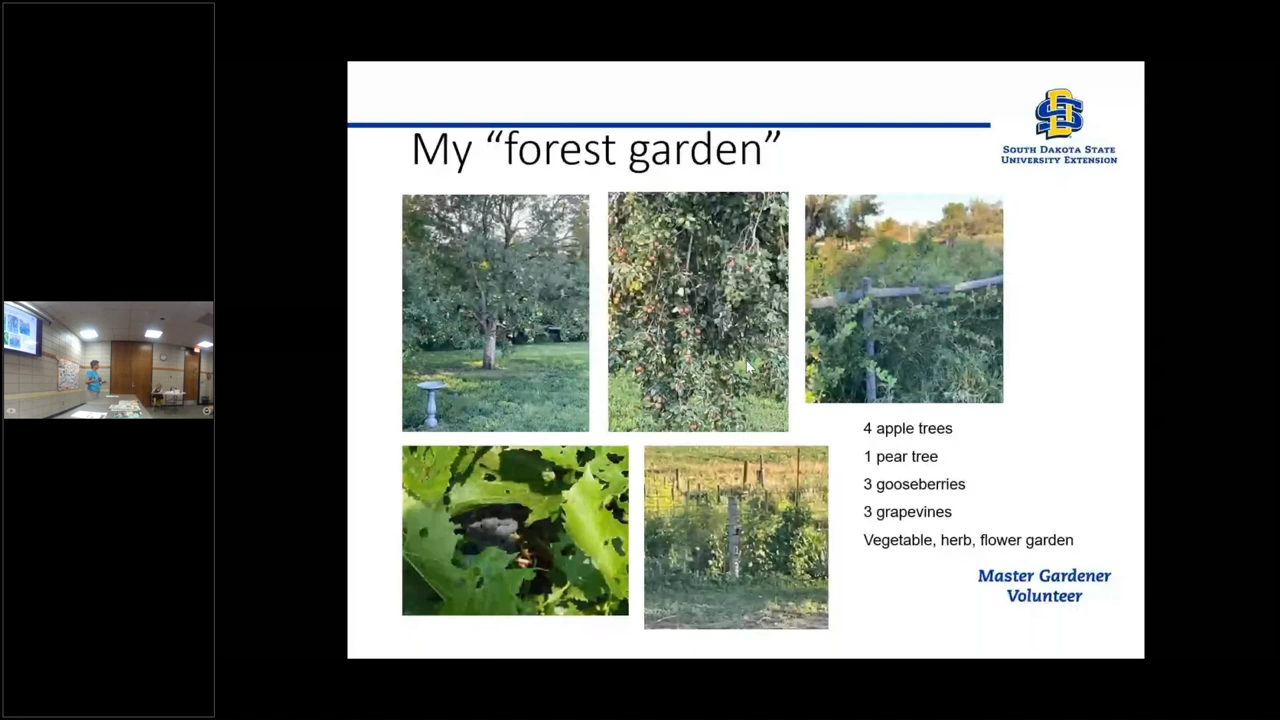 My “forest garden”
SOUTH DAKOTA STATE
UNIVERSITY EXTENSION
4 apple trees
1 pear tree
3 gooseberries
3 grapevines
Vegetable, herb, flower garden
Master Gardener
Volunteer